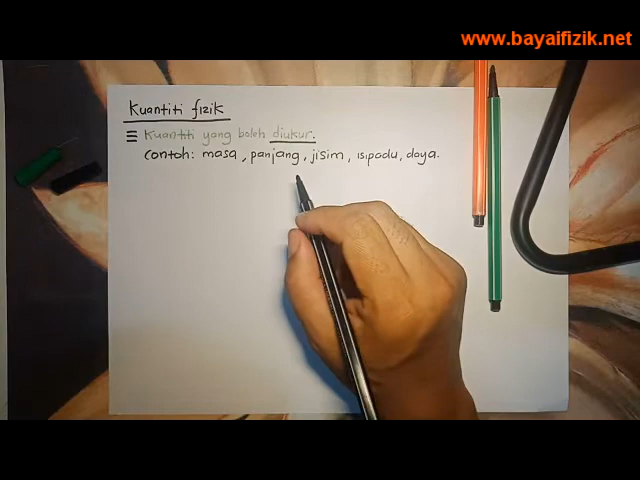 www.bayaifizik.net
Kuantiti fizik
≡ Kuantiti yang boleh diukur.
Contoh: masa, panjang, jisim, isipadu, daya.